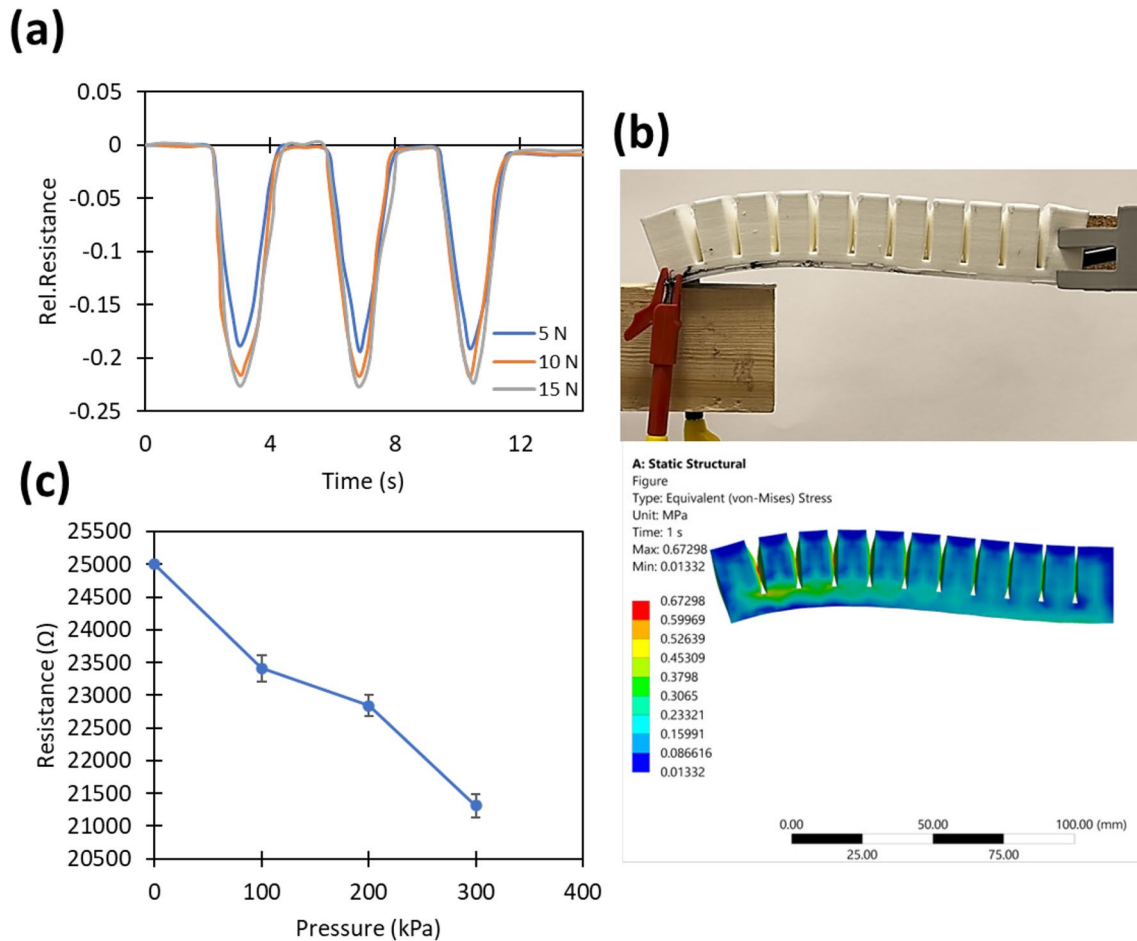 (a)
0.05
0
-0.05
-0.1
-0.15
-0.2
-0.25
Rel.Resistance
5 N
10 N
15 N
0 4 8 12
Time (s)
(b)
A: Static Structural
Figure
Type: Equivalent (von-Mises) Stress
Unit: MPa
Time: 1 s
Max: 0.67298
Min: 0.01332
0.67298
0.59969
0.52639
0.45309
0.3798
0.3065
0.23321
0.15991
0.086616
0.01332
0.00 50.00 100.00 (mm)
25.00 75.00
(c)
25500
25000
24500
24000
23500
23000
22500
22000
21500
21000
20500
Resistance (Ω)
0 100 200 300 400
Pressure (kPa)